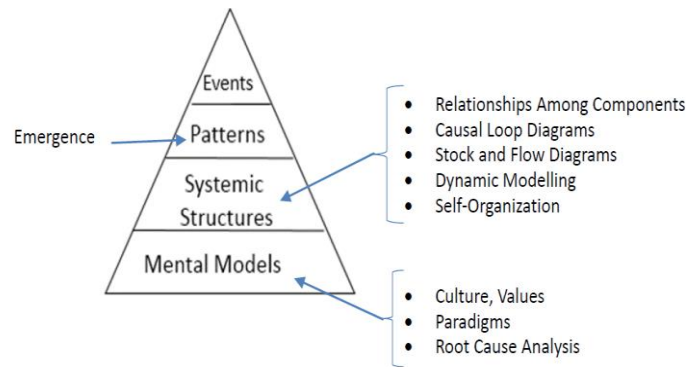 Events
Emergence
Patterns
Systemic
Structures
Mental Models
• Relationships Among Components
• Causal Loop Diagrams
• Stock and Flow Diagrams
• Dynamic Modelling
• Self-Organization
• Culture, Values
• Paradigms
• Root Cause Analysis